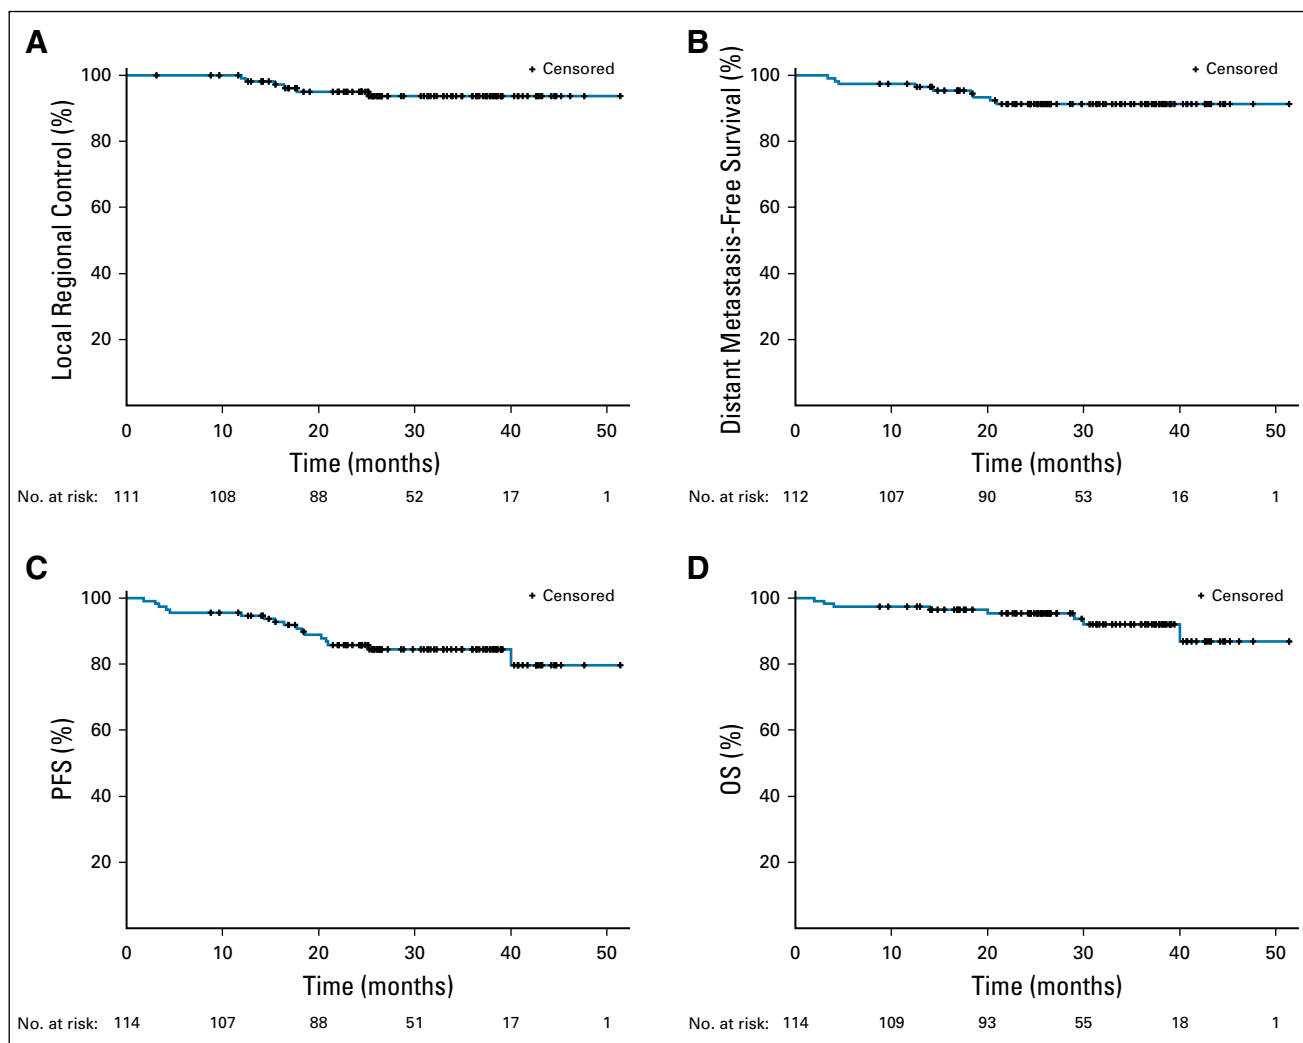 A
Local Regional Control (%)
+ Censored
100
80
60
40
20
0 10 20 30 40 50
Time (months)
No. at risk: 111 108 88 52 17 1
B
Distant Metastasis-Free Survival (%)
+ Censored
100
80
60
40
20
0 10 20 30 40 50
Time (months)
No. at risk: 112 107 90 53 16 1
C
PFS (%)
+ Censored
100
80
60
40
20
0 10 20 30 40 50
Time (months)
No. at risk: 114 107 88 51 17 1
D
OS (%)
+ Censored
100
80
60
40
20
0 10 20 30 40 50
Time (months)
No. at risk: 114 109 93 55 18 1